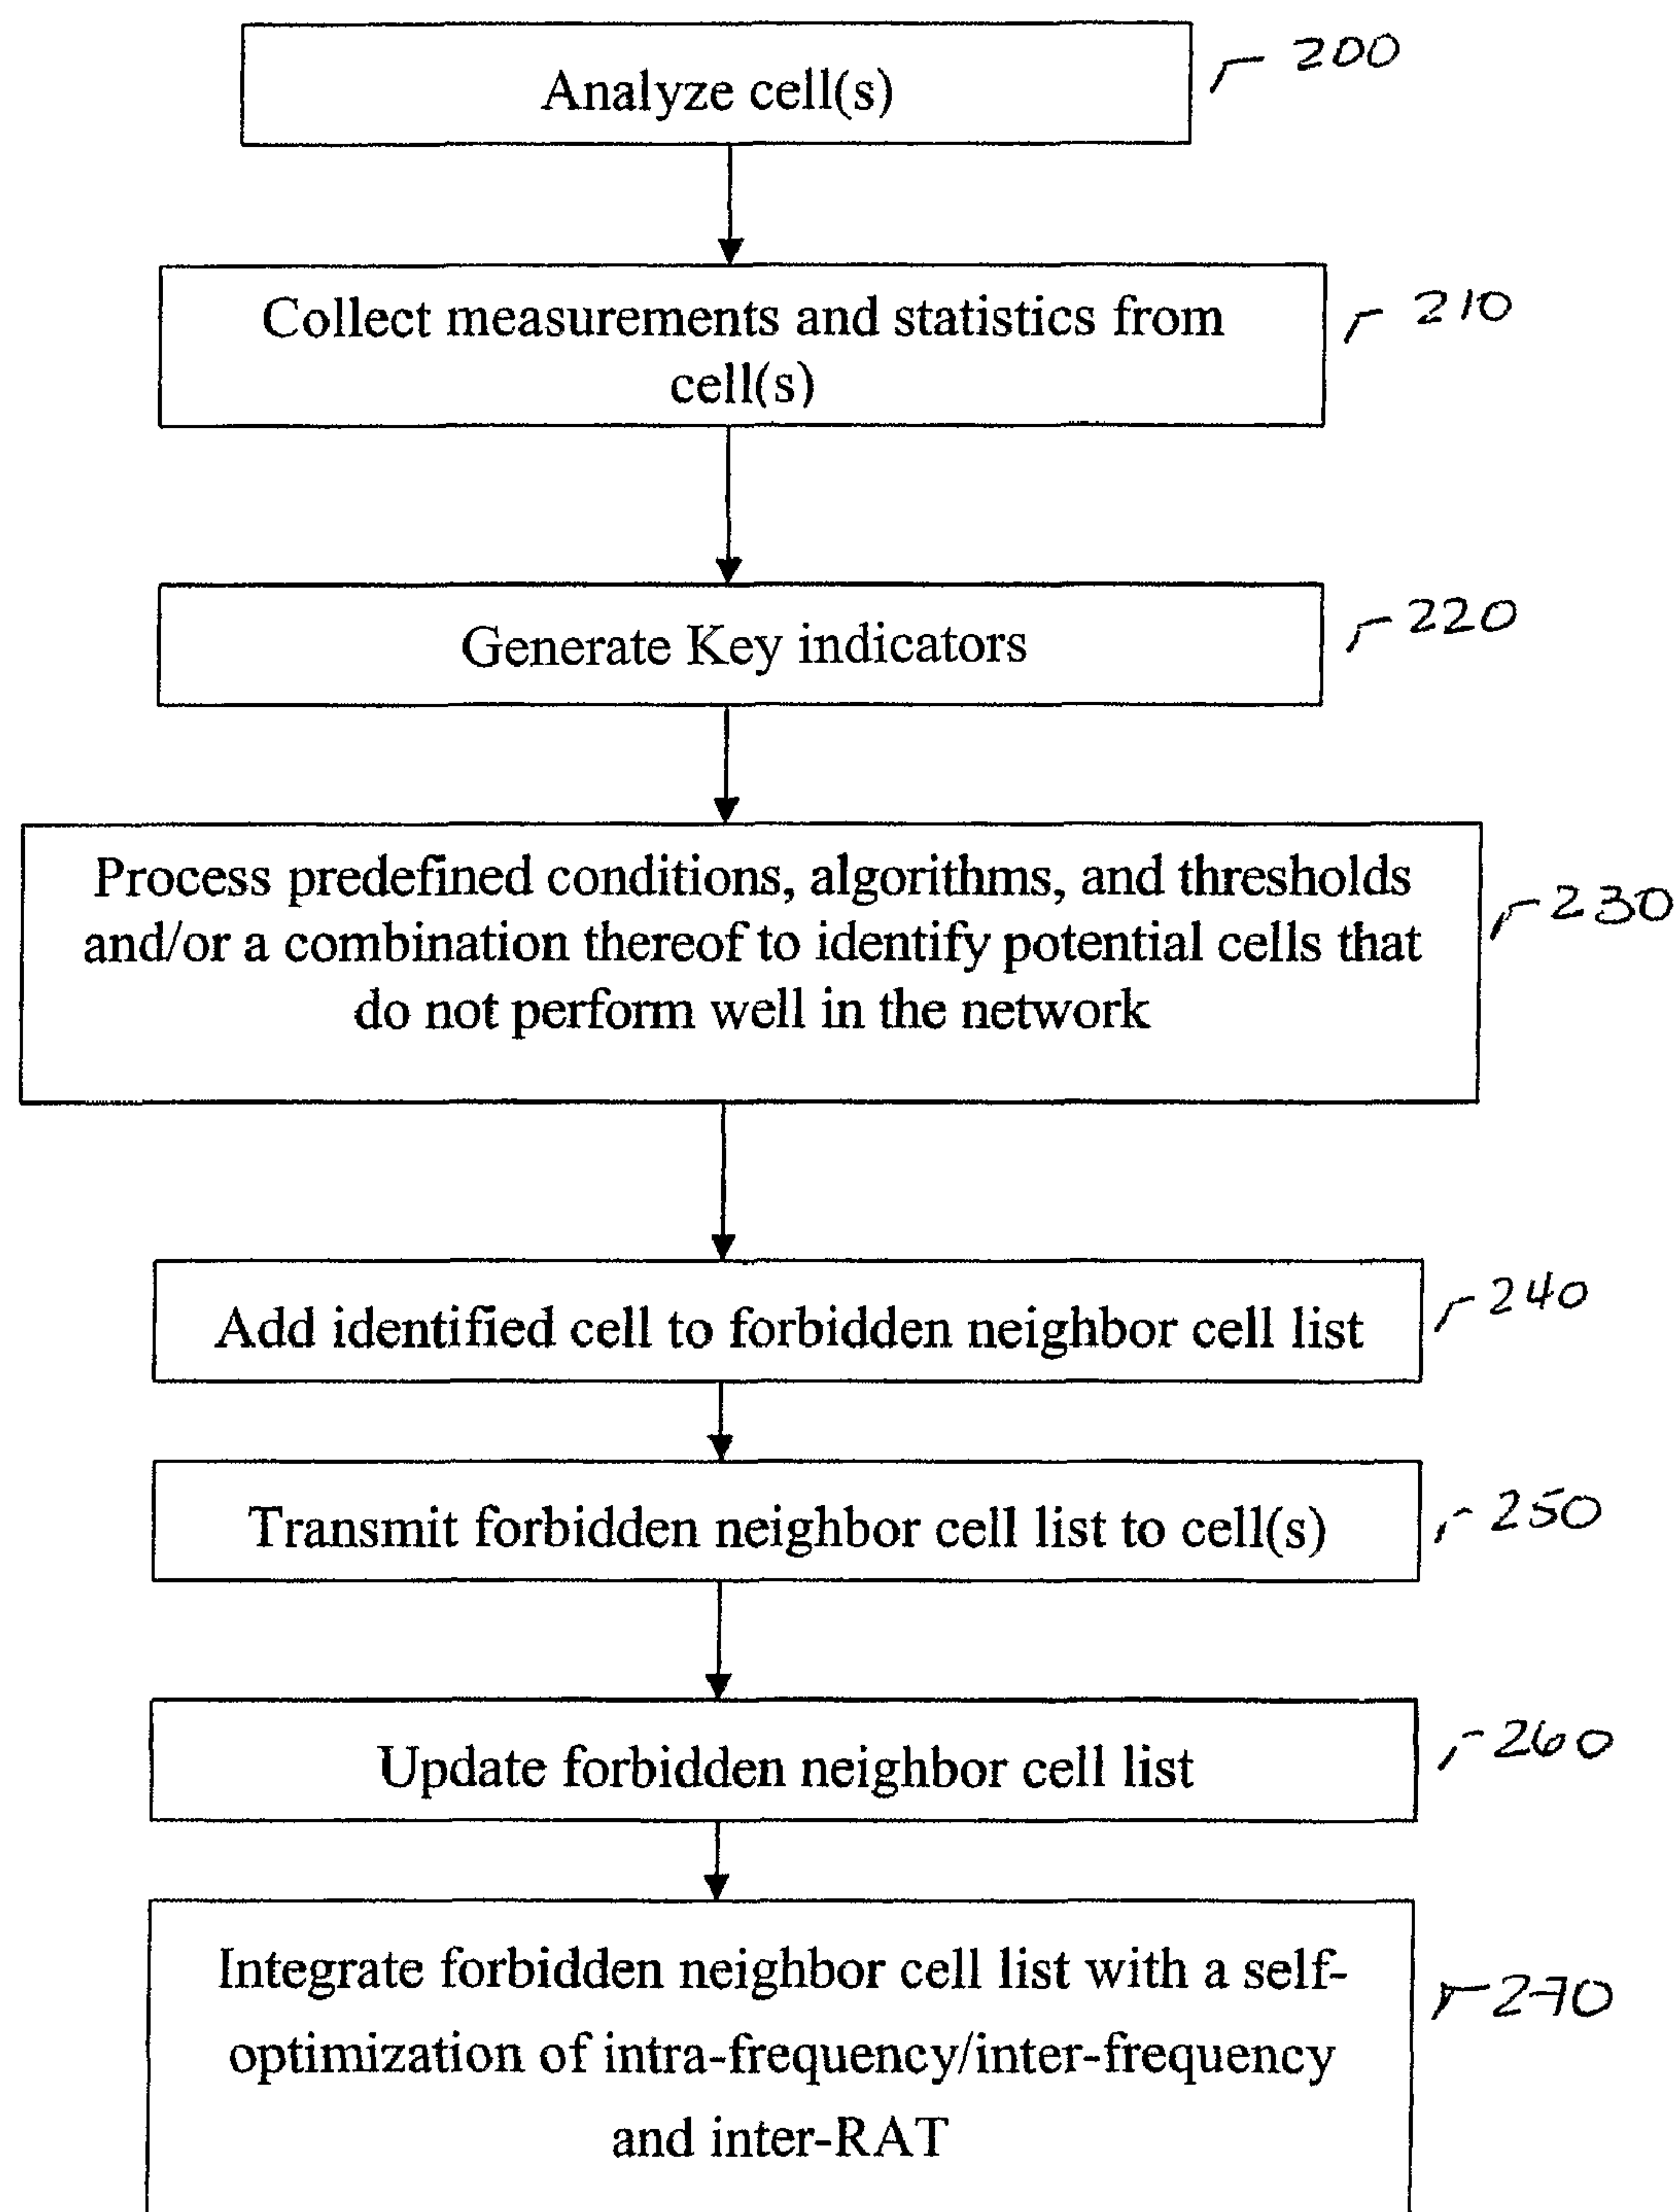 Analyze cell(s)
200
Collect measurements and statistics from
cell(s)
210
Generate Key indicators
220
Process predefined conditions, algorithms, and thresholds
and/or a combination thereof to identify potential cells that
do not perform well in the network
230
Add identified cell to forbidden neighbor cell list
240
Transmit forbidden neighbor cell list to cell(s)
250
Update forbidden neighbor cell list
260
Integrate forbidden neighbor cell list with a self-
optimization of intra-frequency/inter-frequency
and inter-RAT
270